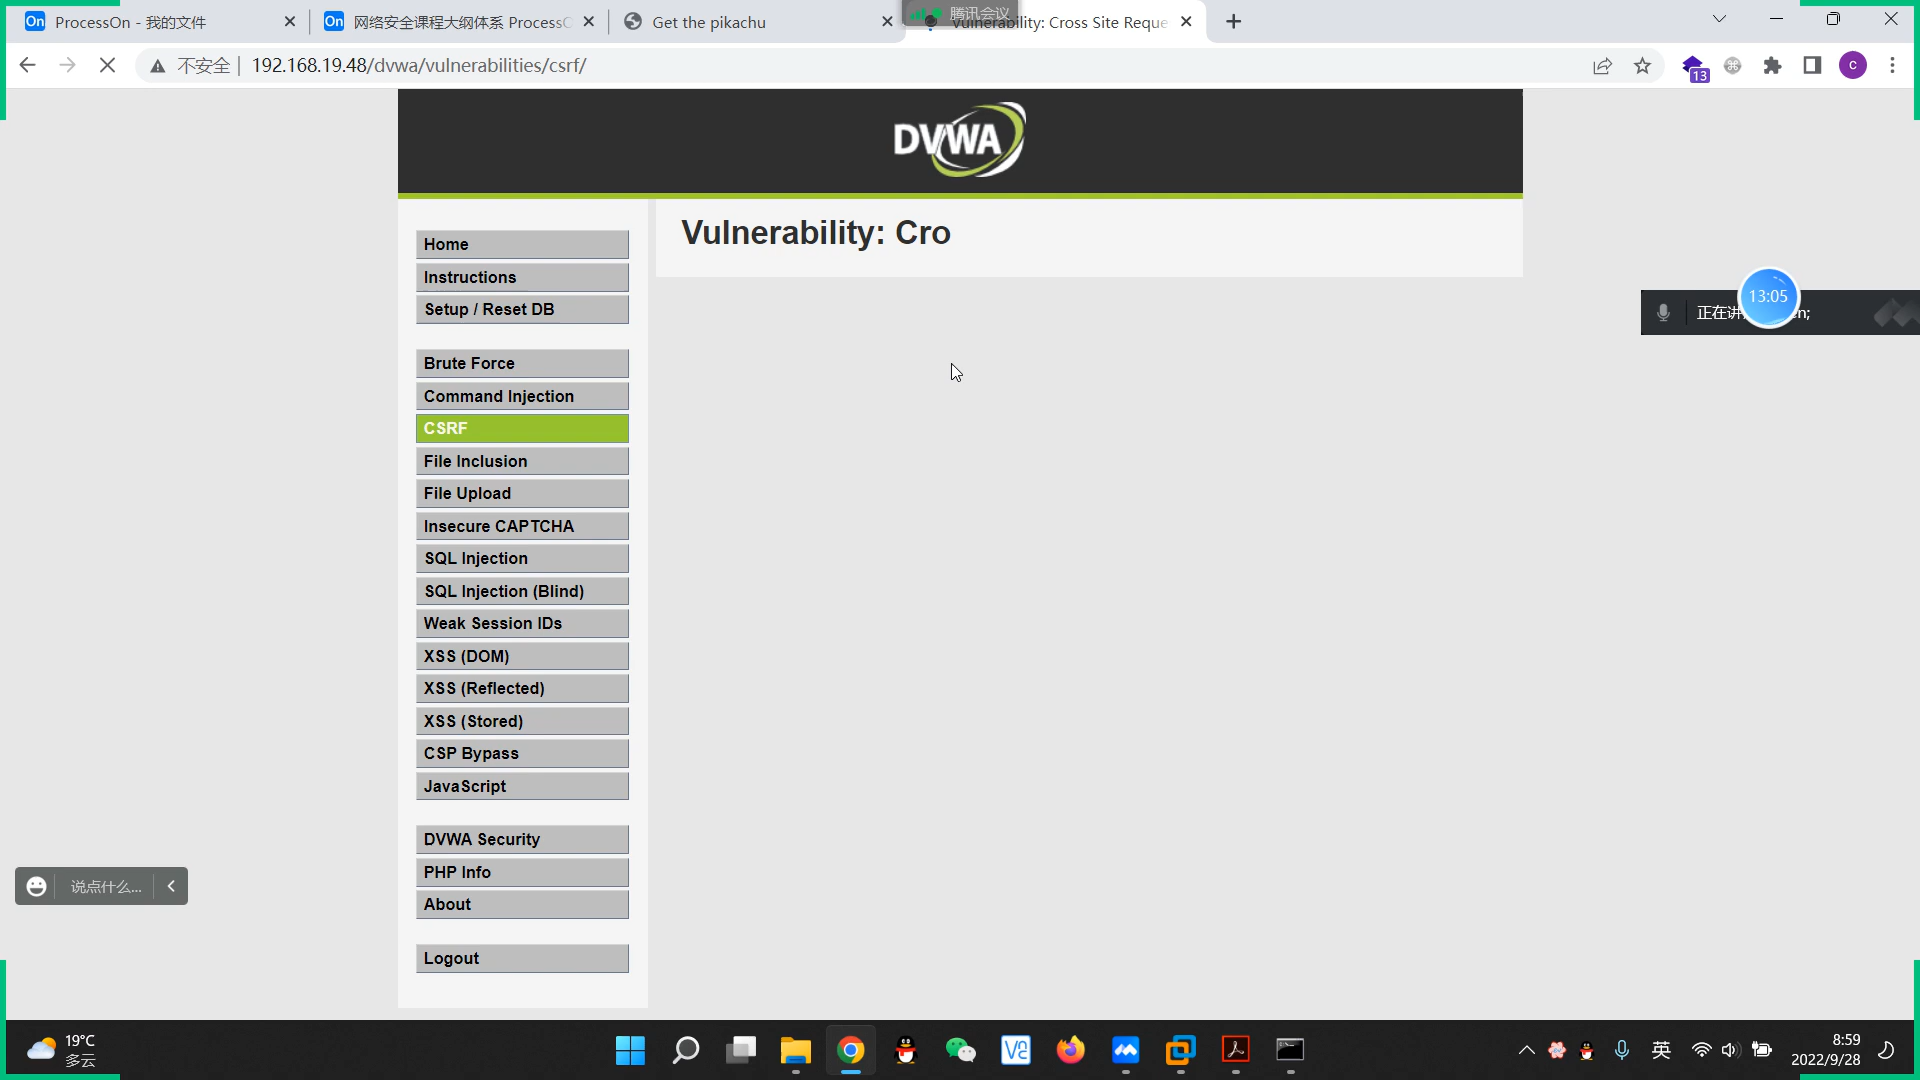 On ProcessOn - 我的文件
On 网络安全课程大纲体系 ProcessO
Get the pikachu
腾讯会议
Vulnerability: Cross Site Reque
不安全 192.168.19.48/dvwa/vulnerabilities/csrf/
13
C
DVWA
Vulnerability: Cro
Home
Instructions
Setup / Reset DB
Brute Force
Command Injection
CSRF
File Inclusion
File Upload
Insecure CAPTCHA
SQL Injection
SQL Injection (Blind)
Weak Session IDs
XSS (DOM)
XSS (Reflected)
XSS (Stored)
CSP Bypass
JavaScript
DVWA Security
PHP Info
About
Logout
13:05
正在讲
n;
说点什么...
19°C
多云
英
8:59
2022/9/28